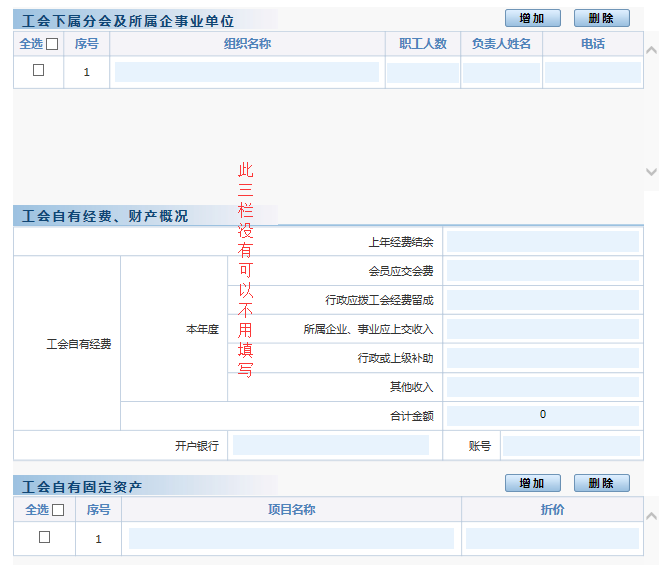 工会下属分会及所属企事业单位
增加 删除
全选 序号 组织名称 职工人数 负责人姓名 电话
1
此三栏没有可以不用填写
工会自有经费、财产概况
上年经费结余
会员应交会费
行政应拨工会经费留成
工会自有经费 本年度 所属企业、事业应上交收入
行政或上级补助
其他收入
合计金额 0
开户银行 账号
工会自有固定资产
增加 删除
全选 序号 项目名称 折价
1